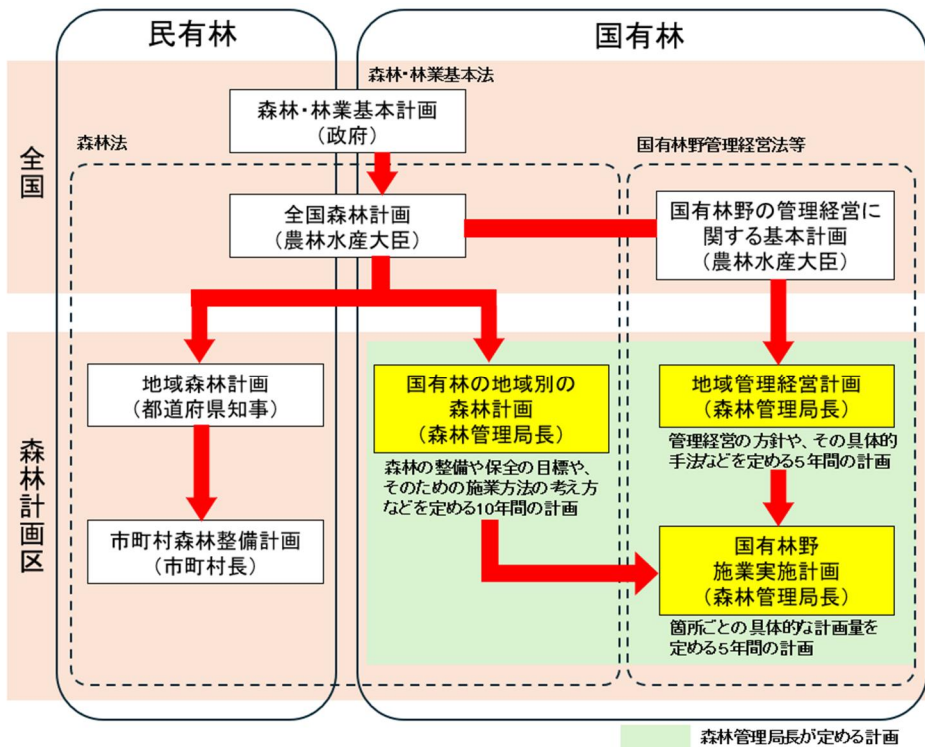 民有林
国有林
森林・林業基本法
森林・林業基本計画
(政府)
森林法
国有林野管理経営法等
全国
全国森林計画
(農林水産大臣)
国有林野の管理経営に
関する基本計画
(農林水産大臣)
森林計画区
地域森林計画
(都道府県知事)
国有林の地域別の
森林計画
(森林管理局長)
地域管理経営計画
(森林管理局長)
森林の整備や保全の目標や、
そのための施業方法の考え方
などを定める10年間の計画
管理経営の方針や、その具体的
手法などを定める5年間の計画
市町村森林整備計画
(市町村長)
国有林野
施業実施計画
(森林管理局長)
箇所ごとの具体的な計画量を
定める5年間の計画
森林管理局長が定める計画